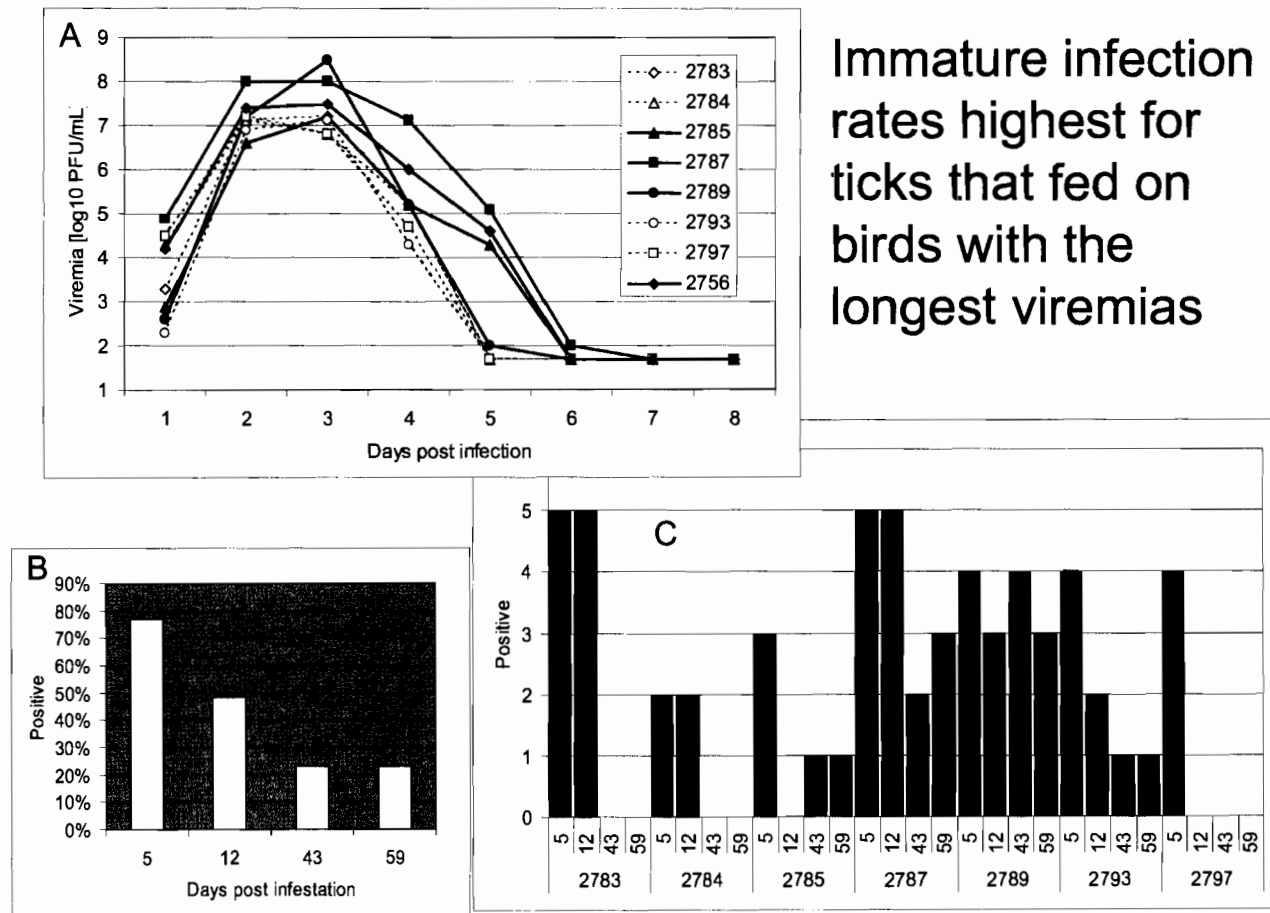 A
9
8
7
6
5
4
3
2
1
Viremia [log10 PFU/mL]
1 2 3 4 5 6 7 8
Days post infection
2783
2784
2785
2787
2789
2793
2797
2756
Immature infection
rates highest for
ticks that fed on
birds with the
longest viremias
B
90%
80%
70%
60%
50%
40%
30%
20%
10%
0%
Positive
5 12 43 59
Days post infestation
C
5
4
3
2
1
0
Positive
5 12 43 59 5 12 43 59 5 12 43 59 5 12 43 59 5 12 43 59 5 12 43 59 5 12 43 59
2783 2784 2785 2787 2789 2793 2797